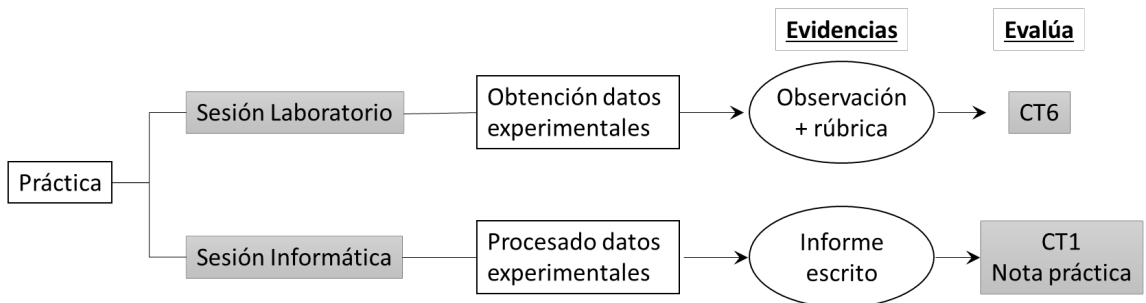 Evidencias
Evalúa
Práctica
Sesión Laboratorio
Obtención datos
experimentales
Observación
+ rúbrica
CT6
Sesión Informática
Procesado datos
experimentales
Informe
escrito
CT1
Nota práctica